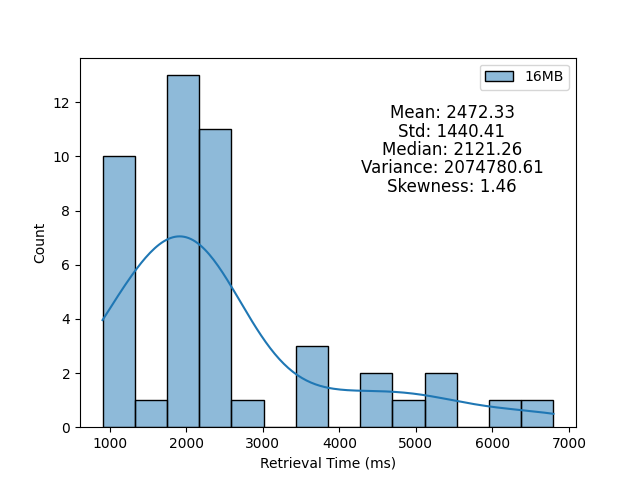 16MB
Mean: 2472.33
Std: 1440.41
Median: 2121.26
Variance: 2074780.61
Skewness: 1.46
12
10
8
6
4
2
0
Count
1000 2000 3000 4000 5000 6000 7000
Retrieval Time (ms)